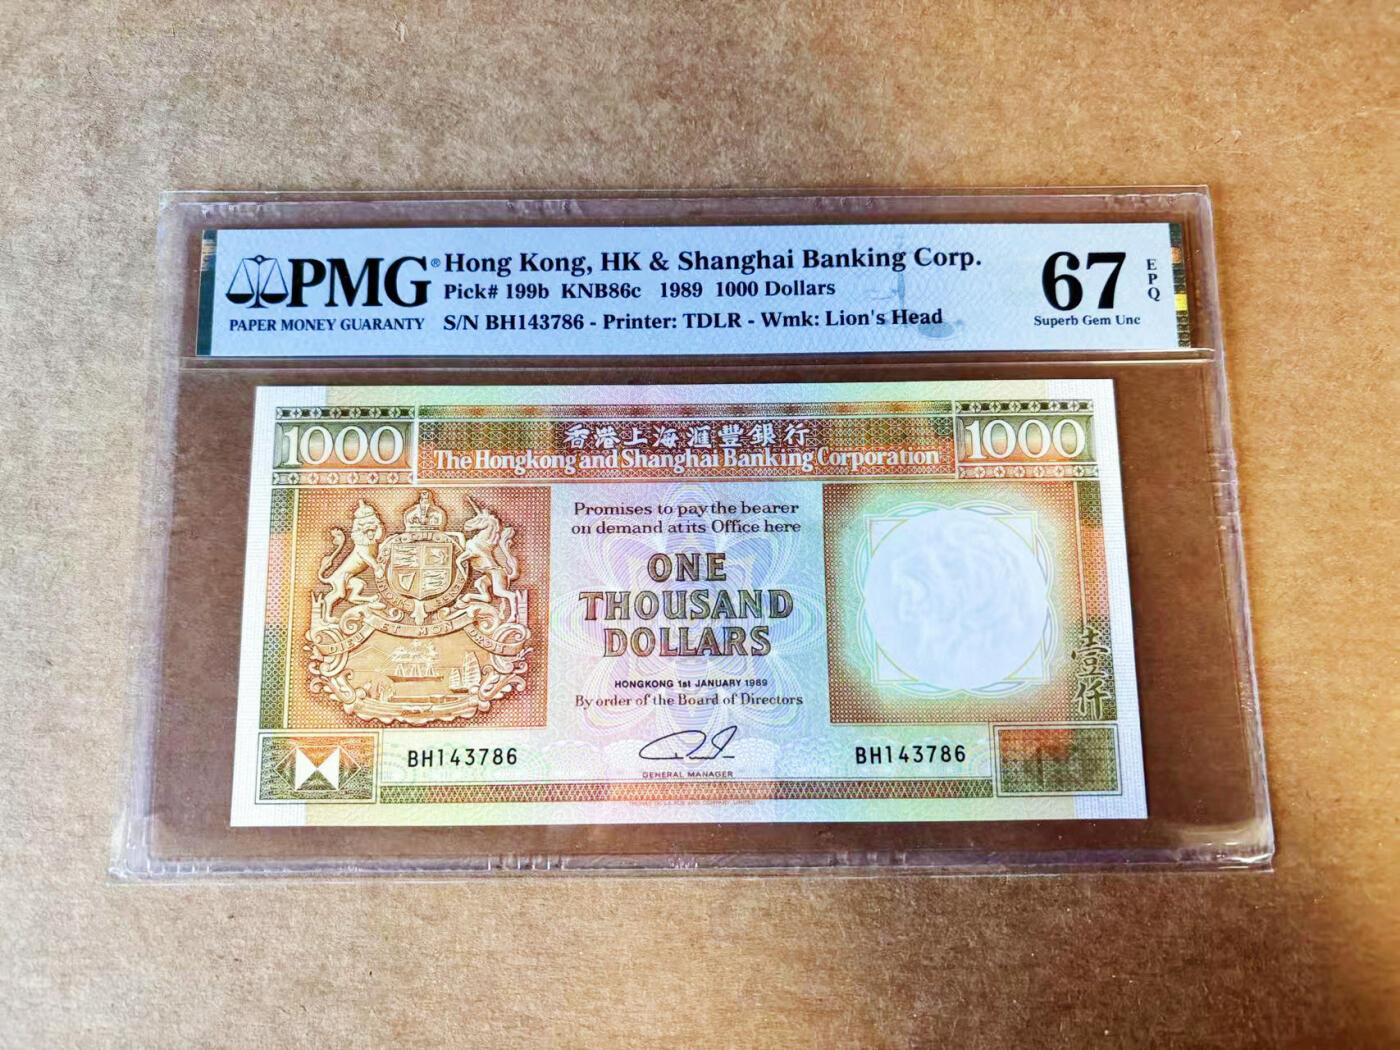 PMG®
PAPER MONEY GUARANTY
Hong Kong, HK & Shanghai Banking Corp.
Pick# 199b KNB86c 1989 1000 Dollars
S/N BH143786 - Printer: TDLR - Wmk: Lion's Head
67
EPQ
Superb Gem Unc
1000
香港上海滙豐銀行
1000
The Hongkong and Shanghai Banking Corporation
Promises to pay the bearer
on demand at its Office here
ONE
THOUSAND
DOLLARS
壹仟
HONGKONG 1st JANUARY 1989
By order of the Board of Directors
BH143786
BH143786
GENERAL MANAGER